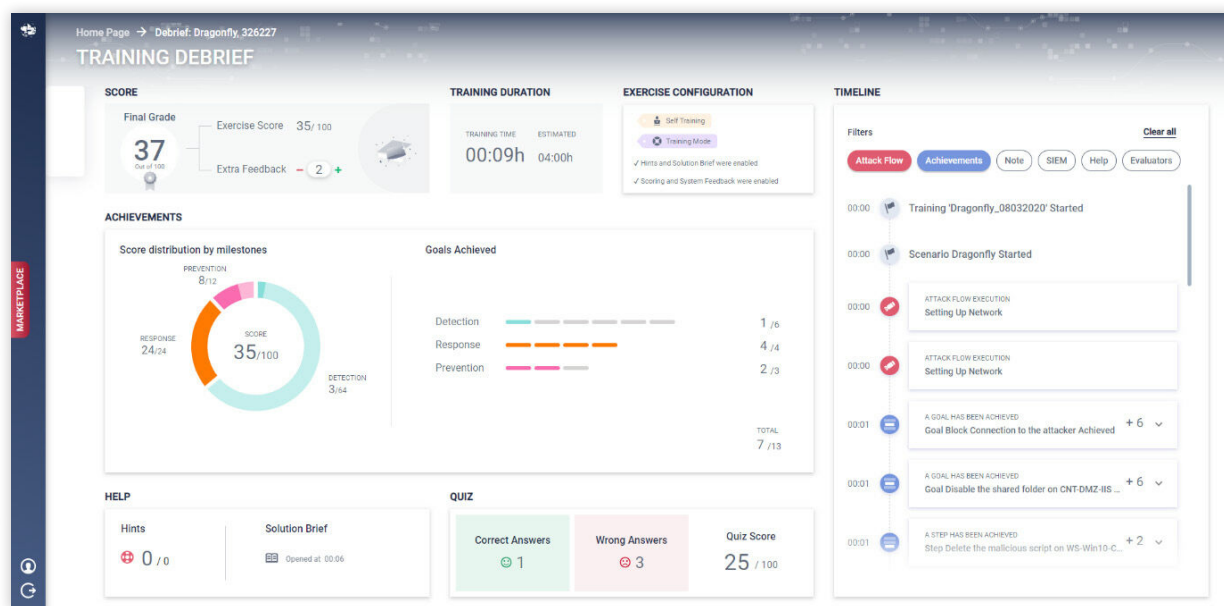 Home Page → Debrief: Dragonfly, 326227
TRAINING DEBRIEF
MARKETPLACE
SCORE
Final Grade
37
Out of 100
Exercise Score 35/ 100
Extra Feedback − 2 +
TRAINING DURATION
TRAINING TIME
00:09h
ESTIMATED
04:00h
EXERCISE CONFIGURATION
Self Training
Training Mode
✓ Hints and Solution Brief were enabled
✓ Scoring and System Feedback were enabled
ACHIEVEMENTS
Score distribution by milestones
PREVENTION
8/12
RESPONSE
24/24
SCORE
35/100
DETECTION
3/64
Goals Achieved
Detection 1 /6
Response 4 /4
Prevention 2 /3
TOTAL
7 /13
HELP
Hints
0 / 0
Solution Brief
Opened at 00:06
QUIZ
Correct Answers
1
Wrong Answers
3
Quiz Score
25 / 100
TIMELINE
Filters
Clear all
Attack Flow Achievements Note SIEM Help Evaluators
00:00 Training 'Dragonfly_08032020' Started
00:00 Scenario Dragonfly Started
00:00 ATTACK FLOW EXECUTION
Setting Up Network
00:00 ATTACK FLOW EXECUTION
Setting Up Network
00:01 A GOAL HAS BEEN ACHIEVED
Goal Block Connection to the attacker Achieved + 6
00:01 A GOAL HAS BEEN ACHIEVED
Goal Disable the shared folder on CNT-DMZ-IIS ... + 6
00:01 A STEP HAS BEEN ACHIEVED
Step Delete the malicious script on WS-Win10-C... + 2